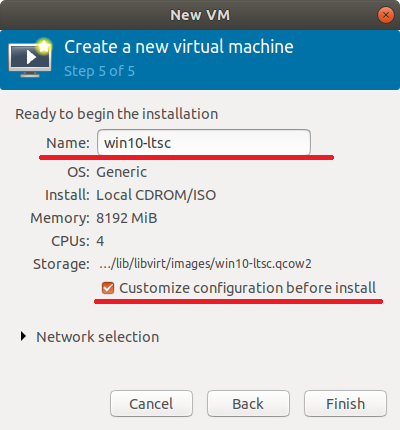 New VM
Create a new virtual machine
Step 5 of 5
Ready to begin the installation
Name: win10-ltsc
OS: Generic
Install: Local CDROM/ISO
Memory: 8192 MiB
CPUs: 4
Storage: .../lib/libvirt/images/win10-ltsc.qcow2
Customize configuration before install
Network selection
Cancel Back Finish